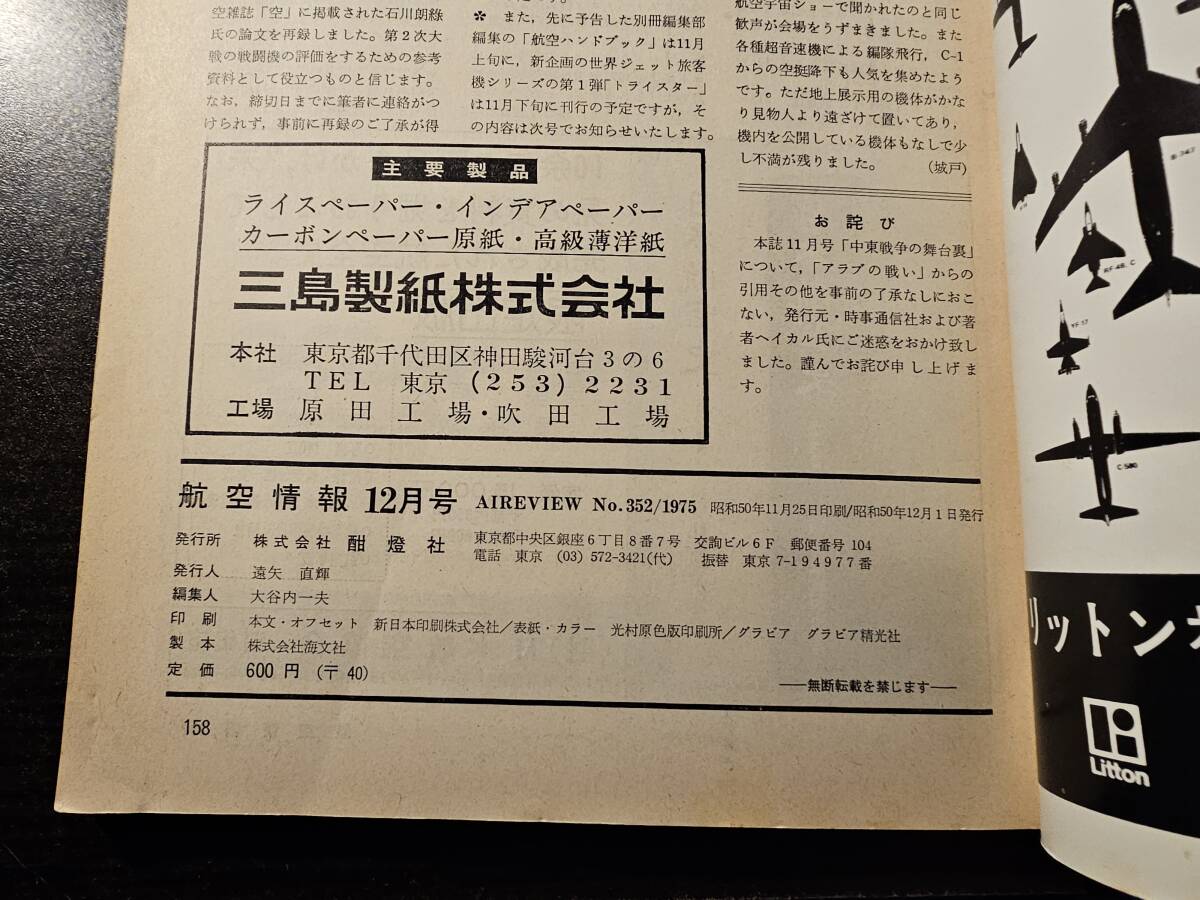 空雑誌「空」に掲載された石川朗綠
氏の論文を再録しました。第2次大
戦の戦闘機の評価をするための参考
資料として役立つものと信じます。
なお，締切日までに筆者に連絡がつ
けられず，事前に再録のご了承が得
✽ また，先に予告した別冊編集部
編集の「航空ハンドブック」は11月
上旬に，新企画の世界ジェット旅客
機シリーズの第1弾「トライスター」
は11月下旬に刊行の予定ですが，そ
の内容は次号でお知らせいたします。
航空宇宙ショーで聞かれたのと同じ
歓声が会場をうずまきました。また
各種超音速機による編隊飛行，C-1
からの空挺降下も人気を集めたよう
です。ただ地上展示用の機体がかな
り見物人より遠ざけて置いてあり，
機内を公開している機体もなしで少
し不満が残りました。 （城戸）
お詫び
本誌11月号「中東戦争の舞台裏」
について，「アラブの戦い」からの
引用その他を事前の了承なしにおこ
ない，発行元・時事通信社および著
者ヘイカル氏にご迷惑をおかけ致し
ました。謹んでお詫び申し上げま
す。
主要製品
ライスペーパー・インデアペーパー
カーボンペーパー原紙・高級薄洋紙
三島製紙株式会社
本社 東京都千代田区神田駿河台3の6
TEL 東京 (253) 2231
工場 原田工場・吹田工場
航空情報 12月号 AIREVIEW No.352/1975 昭和50年11月25日印刷/昭和50年12月1日発行
発行所 株式会社 酣燈社 東京都中央区銀座6丁目8番7号 交詢ビル6F 郵便番号 104
電話 東京 (03) 572-3421(代) 振替 東京 7-194977番
発行人 遠矢 直輝
編集人 大谷内一夫
印刷 本文・オフセット 新日本印刷株式会社／表紙・カラー 光村原色版印刷所／グラビア グラビア精光社
製本 株式会社海文社
定価 600円 (〒40)
——無断転載を禁じます——
158
B-747
RF-4B, C
YF-17
C-580
リットン
Litton